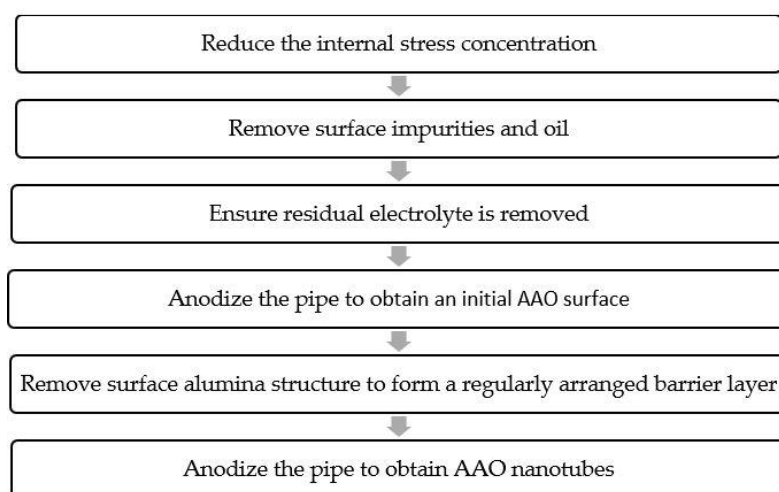 Reduce the internal stress concentration
Remove surface impurities and oil
Ensure residual electrolyte is removed
Anodize the pipe to obtain an initial AAO surface
Remove surface alumina structure to form a regularly arranged barrier layer
Anodize the pipe to obtain AAO nanotubes